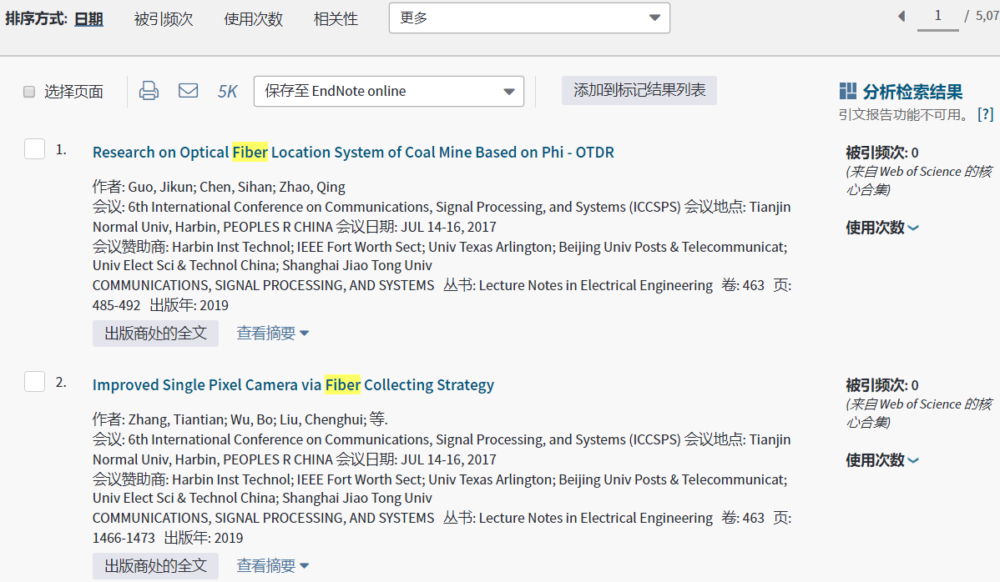 排序方式: 日期 被引频次 使用次数 相关性 更多 1 / 5,07
选择页面 5K 保存至 EndNote online 添加到标记结果列表 分析检索结果
引文报告功能不可用。 [?]
1. Research on Optical Fiber Location System of Coal Mine Based on Phi - OTDR
作者: Guo, Jikun; Chen, Sihan; Zhao, Qing
会议: 6th International Conference on Communications, Signal Processing, and Systems (ICCSPS) 会议地点: Tianjin
Normal Univ, Harbin, PEOPLES R CHINA 会议日期: JUL 14-16, 2017
会议赞助商: Harbin Inst Technol; IEEE Fort Worth Sect; Univ Texas Arlington; Beijing Univ Posts & Telecommunicat;
Univ Elect Sci & Technol China; Shanghai Jiao Tong Univ
COMMUNICATIONS, SIGNAL PROCESSING, AND SYSTEMS 丛书: Lecture Notes in Electrical Engineering 卷: 463 页:
485-492 出版年: 2019
出版商处的全文 查看摘要
被引频次: 0
(来自 Web of Science 的核
心合集)
使用次数
2. Improved Single Pixel Camera via Fiber Collecting Strategy
作者: Zhang, Tiantian; Wu, Bo; Liu, Chenghui; 等.
会议: 6th International Conference on Communications, Signal Processing, and Systems (ICCSPS) 会议地点: Tianjin
Normal Univ, Harbin, PEOPLES R CHINA 会议日期: JUL 14-16, 2017
会议赞助商: Harbin Inst Technol; IEEE Fort Worth Sect; Univ Texas Arlington; Beijing Univ Posts & Telecommunicat;
Univ Elect Sci & Technol China; Shanghai Jiao Tong Univ
COMMUNICATIONS, SIGNAL PROCESSING, AND SYSTEMS 丛书: Lecture Notes in Electrical Engineering 卷: 463 页:
1466-1473 出版年: 2019
出版商处的全文 查看摘要
被引频次: 0
(来自 Web of Science 的核
心合集)
使用次数